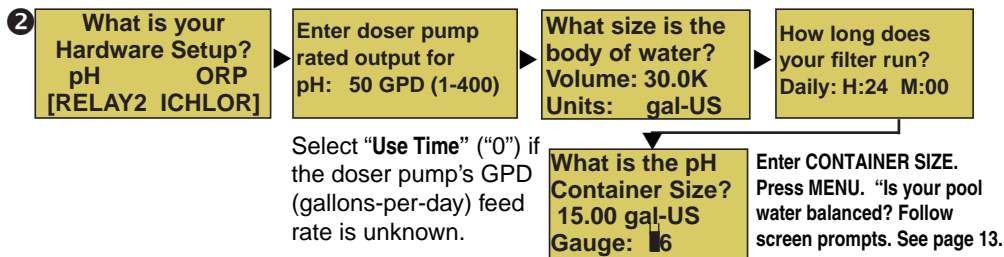 ❷
What is your
Hardware Setup?
pH ORP
[RELAY2 ICHLOR]
Enter doser pump
rated output for
pH: 50 GPD (1-400)
What size is the
body of water?
Volume: 30.0K
Units: gal-US
How long does
your filter run?
Daily: H:24 M:00
Select “Use Time” (“0”) if
the doser pump’s GPD
(gallons-per-day) feed
rate is unknown.
What is the pH
Container Size?
15.00 gal-US
Gauge: 6
Enter CONTAINER SIZE.
Press MENU. “Is your pool
water balanced? Follow
screen prompts. See page 13.